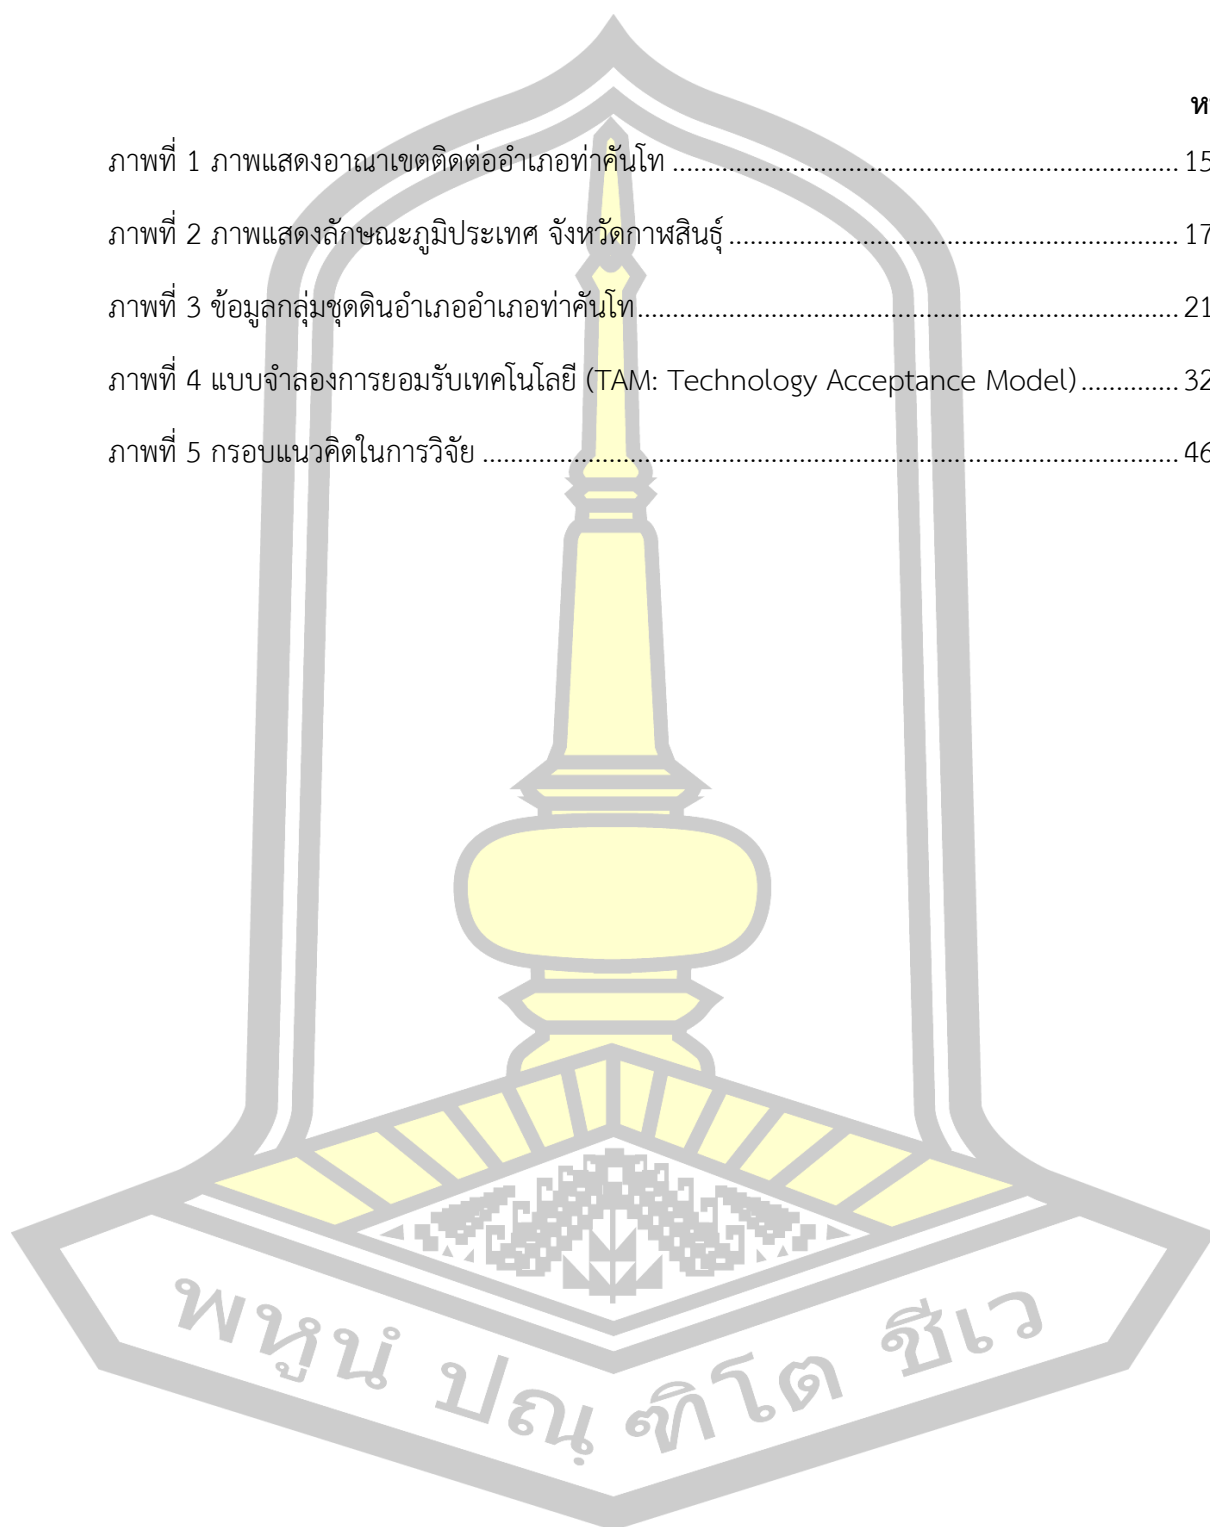 ภาพที่ 1 ภาพแสดงอาณาเขตติดต่ออำเภอท่าคันโท ........................................................................ 15
ภาพที่ 2 ภาพแสดงลักษณะภูมิประเทศ จังหวัดกาฬสินธุ์ ................................................................ 17
ภาพที่ 3 ข้อมูลกลุ่มชุดดินอำเภออำเภอท่าคันโท ............................................................................. 21
ภาพที่ 4 แบบจำลองการยอมรับเทคโนโลยี (TAM: Technology Acceptance Model) .............. 32
ภาพที่ 5 กรอบแนวคิดในการวิจัย .................................................................................................... 46
พหูนํ ปณฺฑิโต ชีเว